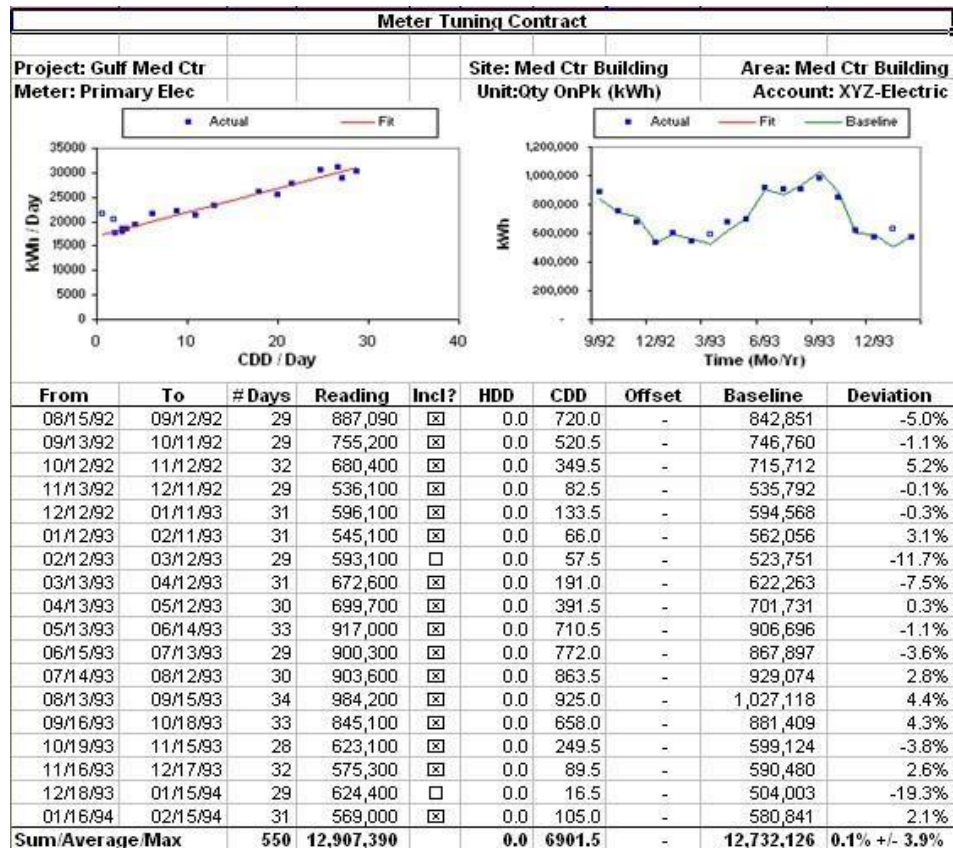 Meter Tuning Contract
Project: Gulf Med Ctr Site: Med Ctr Building Area: Med Ctr Building
Meter: Primary Elec Unit:Qty OnPk (kWh) Account: XYZ-Electric
Actual Fit
35000
30000
25000
20000
15000
10000
5000
0
kWh / Day
0 10 20 30 40
CDD / Day
Actual Fit Baseline
1,200,000
1,000,000
800,000
600,000
400,000
200,000
-
kWh
9/92 12/92 3/93 6/93 9/93 12/93
Time (Mo/Yr)
From To # Days Reading Incl? HDD CDD Offset Baseline Deviation
08/15/92 09/12/92 29 887,090 ☒ 0.0 720.0 - 842,851 -5.0%
09/13/92 10/11/92 29 755,200 ☒ 0.0 520.5 - 746,760 -1.1%
10/12/92 11/12/92 32 680,400 ☒ 0.0 349.5 - 715,712 5.2%
11/13/92 12/11/92 29 536,100 ☒ 0.0 82.5 - 535,792 -0.1%
12/12/92 01/11/93 31 596,100 ☒ 0.0 133.5 - 594,568 -0.3%
01/12/93 02/11/93 31 545,100 ☒ 0.0 66.0 - 562,056 3.1%
02/12/93 03/12/93 29 593,100 ☐ 0.0 57.5 - 523,751 -11.7%
03/13/93 04/12/93 31 672,600 ☒ 0.0 191.0 - 622,263 -7.5%
04/13/93 05/12/93 30 699,700 ☒ 0.0 391.5 - 701,731 0.3%
05/13/93 06/14/93 33 917,000 ☒ 0.0 710.5 - 906,696 -1.1%
06/15/93 07/13/93 29 900,300 ☒ 0.0 772.0 - 867,897 -3.6%
07/14/93 08/12/93 30 903,600 ☒ 0.0 863.5 - 929,074 2.8%
08/13/93 09/15/93 34 984,200 ☒ 0.0 925.0 - 1,027,118 4.4%
09/16/93 10/18/93 33 845,100 ☒ 0.0 658.0 - 881,409 4.3%
10/19/93 11/15/93 28 623,100 ☒ 0.0 249.5 - 599,124 -3.8%
11/16/93 12/17/93 32 575,300 ☒ 0.0 89.5 - 590,480 2.6%
12/18/93 01/15/94 29 624,400 ☐ 0.0 16.5 - 504,003 -19.3%
01/16/94 02/15/94 31 569,000 ☒ 0.0 105.0 - 580,841 2.1%
Sum/Average/Max 550 12,907,390 0.0 6901.5 - 12,732,126 0.1% +/- 3.9%